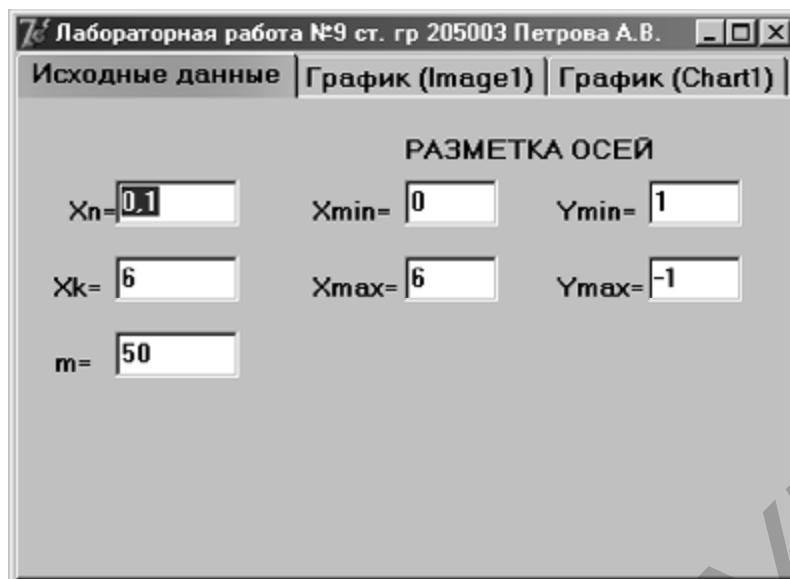 Лабораторная работа №9 ст. гр 205003 Петрова А.В.
Исходные данные График (Image1) График (Chart1)
РАЗМЕТКА ОСЕЙ
Xn= 0,1 Xmin= 0 Ymin= 1
Xk= 6 Xmax= 6 Ymax= -1
m= 50